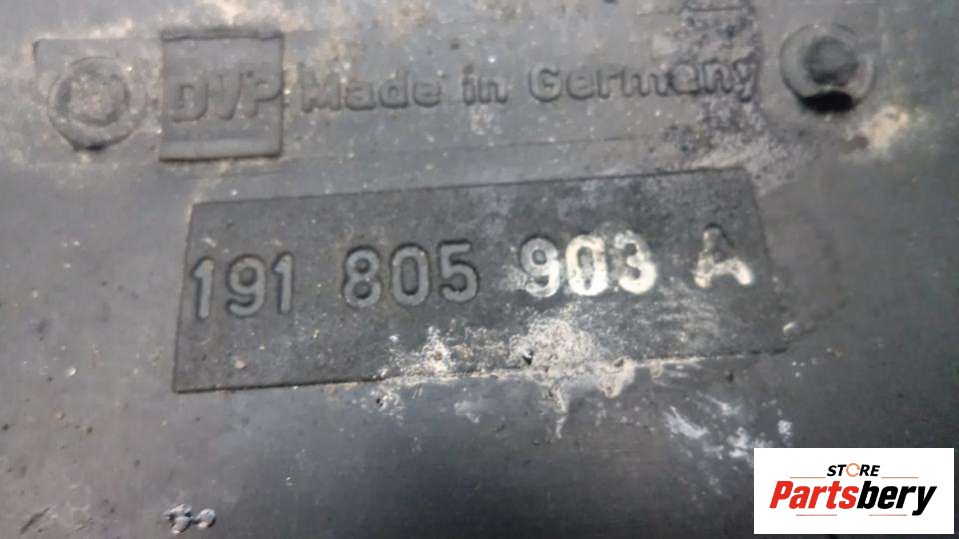 DVP Made in Germany
191 805 903 A
STORE
Partsbery